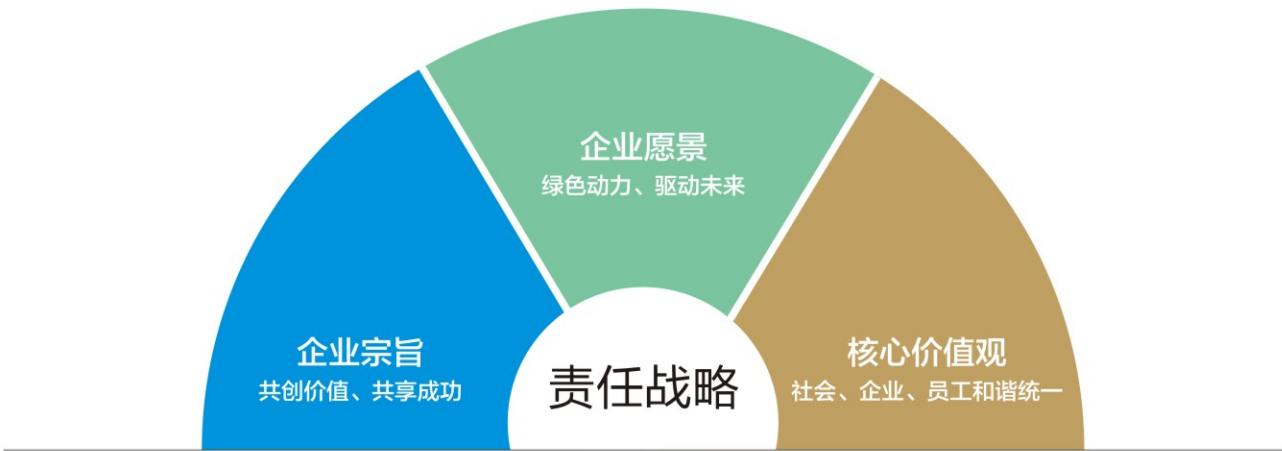 企业愿景
绿色动力、驱动未来
企业宗旨
共创价值、共享成功
责任战略
核心价值观
社会、企业、员工和谐统一